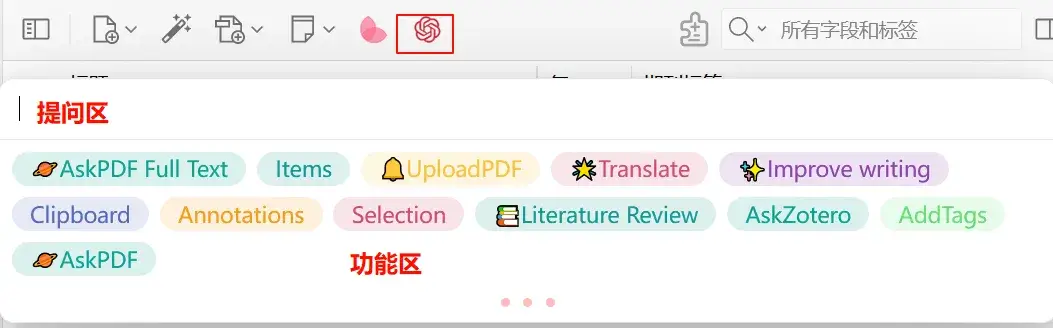 所有字段和标签
提问区
AskPDF Full Text Items UploadPDF Translate Improve writing
Clipboard Annotations Selection Literature Review AskZotero AddTags
AskPDF
功能区